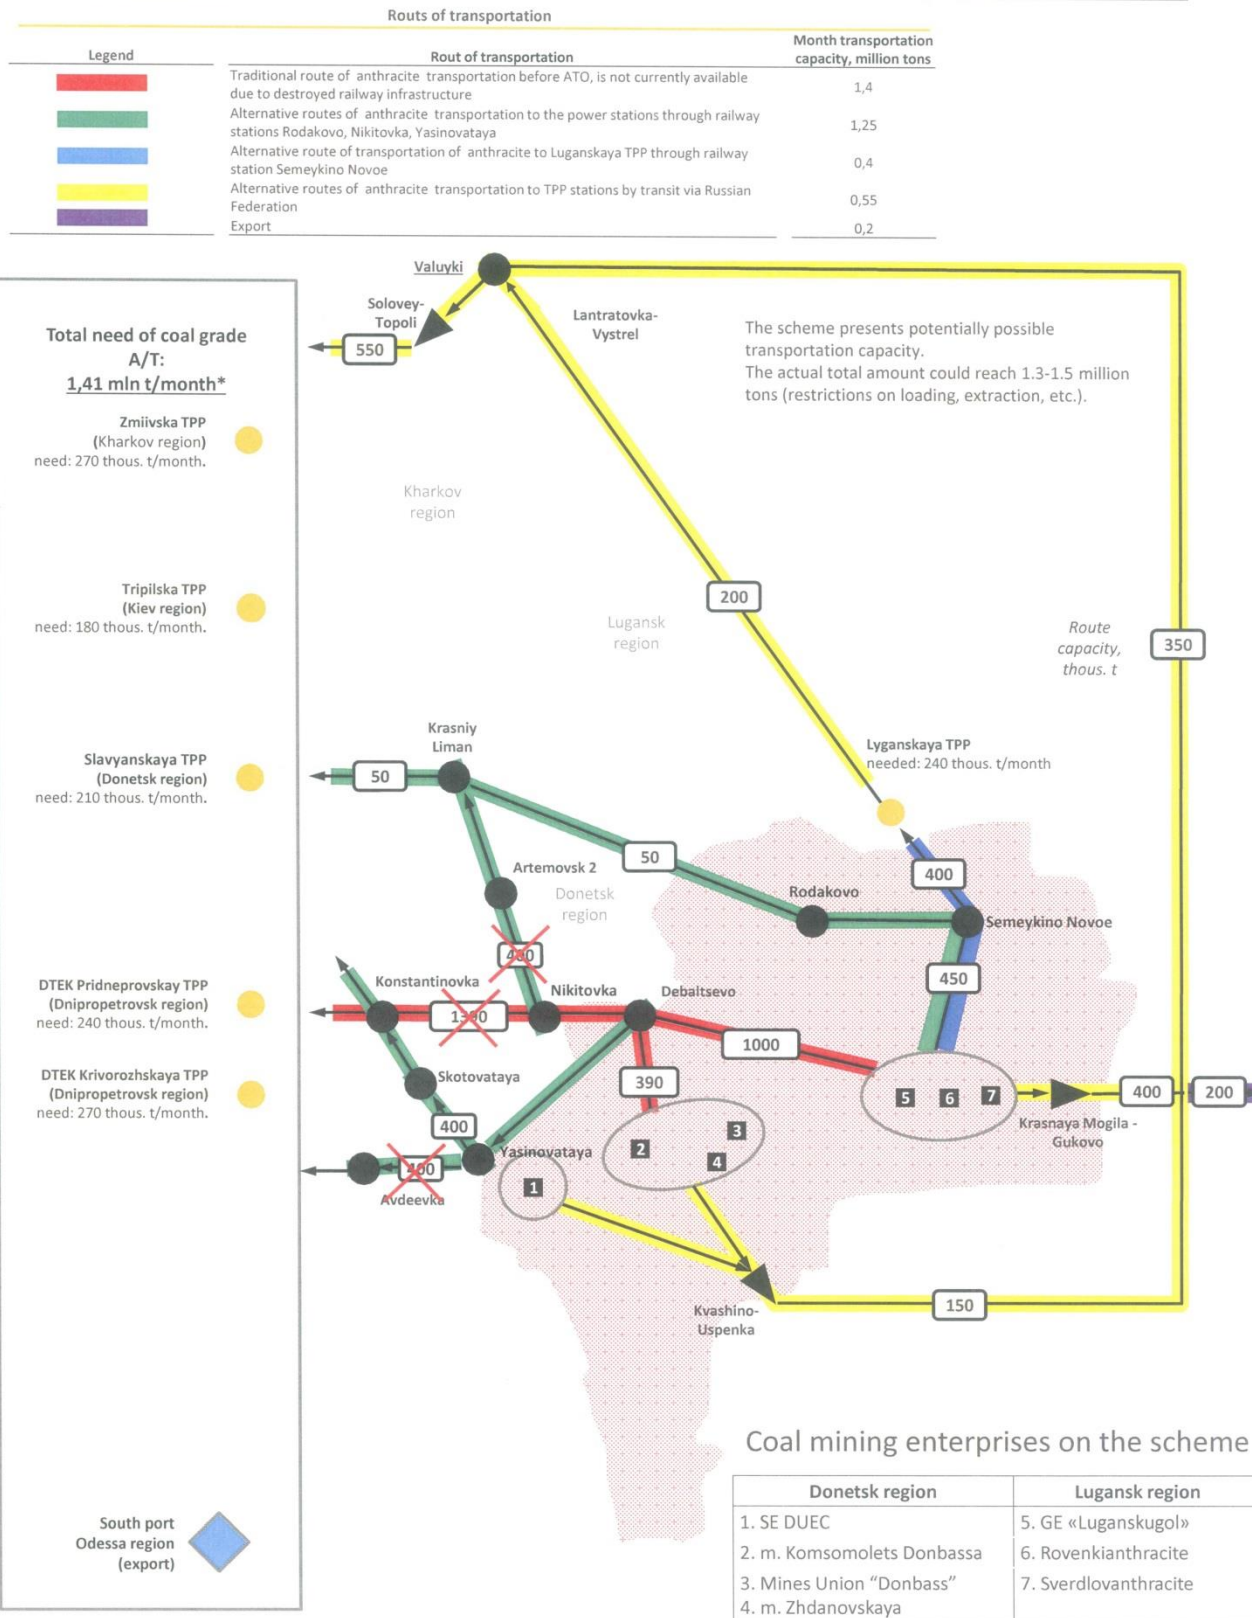 Routs of transportation
Legend
Rout of transportation
Month transportation
capacity, million tons
Traditional route of anthracite transportation before ATO, is not currently available
due to destroyed railway infrastructure
1,4
Alternative routes of anthracite transportation to the power stations through railway
stations Rodakovo, Nikitovka, Yasinovataya
1,25
Alternative route of transportation of anthracite to Luganskaya TPP through railway
station Semeykino Novoe
0,4
Alternative routes of anthracite transportation to TPP stations by transit via Russian
Federation
0,55
Export
0,2
Valuyki
Solovey-
Topoli
550
Lantratovka-
Vystrel
The scheme presents potentially possible
transportation capacity.
The actual total amount could reach 1.3-1.5 million
tons (restrictions on loading, extraction, etc.).
Total need of coal grade
A/T:
1,41 mln t/month*
Zmiivska TPP
(Kharkov region)
need: 270 thous. t/month.
Kharkov
region
Tripilska TPP
(Kiev region)
need: 180 thous. t/month.
200
Lugansk
region
Route
capacity,
thous. t
350
Slavyanskaya TPP
(Donetsk region)
need: 210 thous. t/month.
Krasniy
Liman
50
Lyganskaya TPP
needed: 240 thous. t/month
50
400
Artemovsk 2
Donetsk
region
Rodakovo
Semeykino Novoe
400
450
DTEK Pridneprovskay TPP
(Dnipropetrovsk region)
need: 240 thous. t/month.
Konstantinovka
Nikitovka
Debaltsevo
1390
1000
DTEK Krivorozhskaya TPP
(Dnipropetrovsk region)
need: 270 thous. t/month.
Skotovataya
390
400
5
6
7
400
200
Krasnaya Mogila -
Gukovo
Yasinovataya
2
3
4
400
Avdeevka
1
Kvashino-
Uspenka
150
South port
Odessa region
(export)
Coal mining enterprises on the scheme
Donetsk region
Lugansk region
1. SE DUEC
5. GE «Luganskugol»
2. m. Komsomolets Donbassa
6. Rovenkianthracite
3. Mines Union "Donbass"
7. Sverdlovanthracite
4. m. Zhdanovskaya